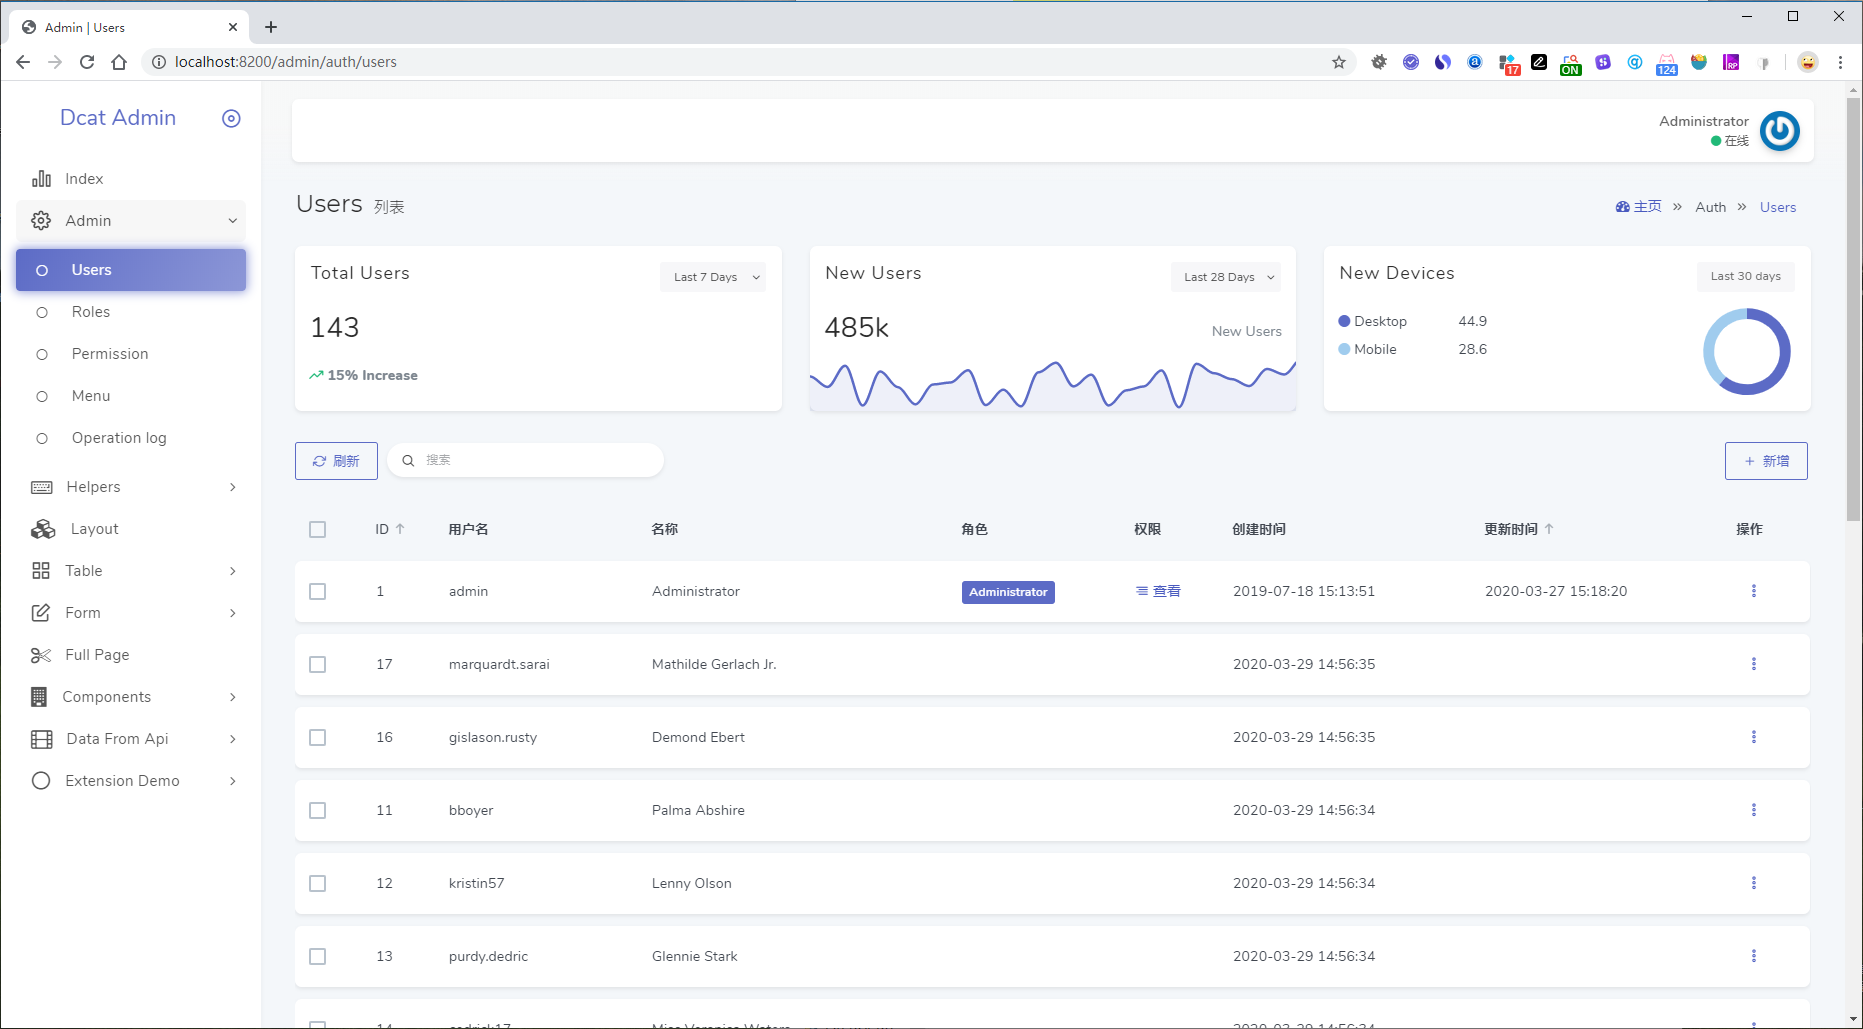 Admin | Users
localhost:8200/admin/auth/users
17
ON
124
RP
Dcat Admin
Index
Admin
Users
Roles
Permission
Menu
Operation log
Helpers
Layout
Table
Form
Full Page
Components
Data From Api
Extension Demo
Administrator
在线
Users 列表
主页 » Auth » Users
Total Users
Last 7 Days
143
15% Increase
New Users
Last 28 Days
485k
New Users
New Devices
Last 30 days
Desktop 44.9
Mobile 28.6
刷新
搜索
+ 新增
ID ↑ 用户名 名称 角色 权限 创建时间 更新时间 ↑ 操作
1 admin Administrator Administrator 查看 2019-07-18 15:13:51 2020-03-27 15:18:20
17 marquardt.sarai Mathilde Gerlach Jr. 2020-03-29 14:56:35
16 gislason.rusty Demond Ebert 2020-03-29 14:56:35
11 bboyer Palma Abshire 2020-03-29 14:56:34
12 kristin57 Lenny Olson 2020-03-29 14:56:34
13 purdy.dedric Glennie Stark 2020-03-29 14:56:34